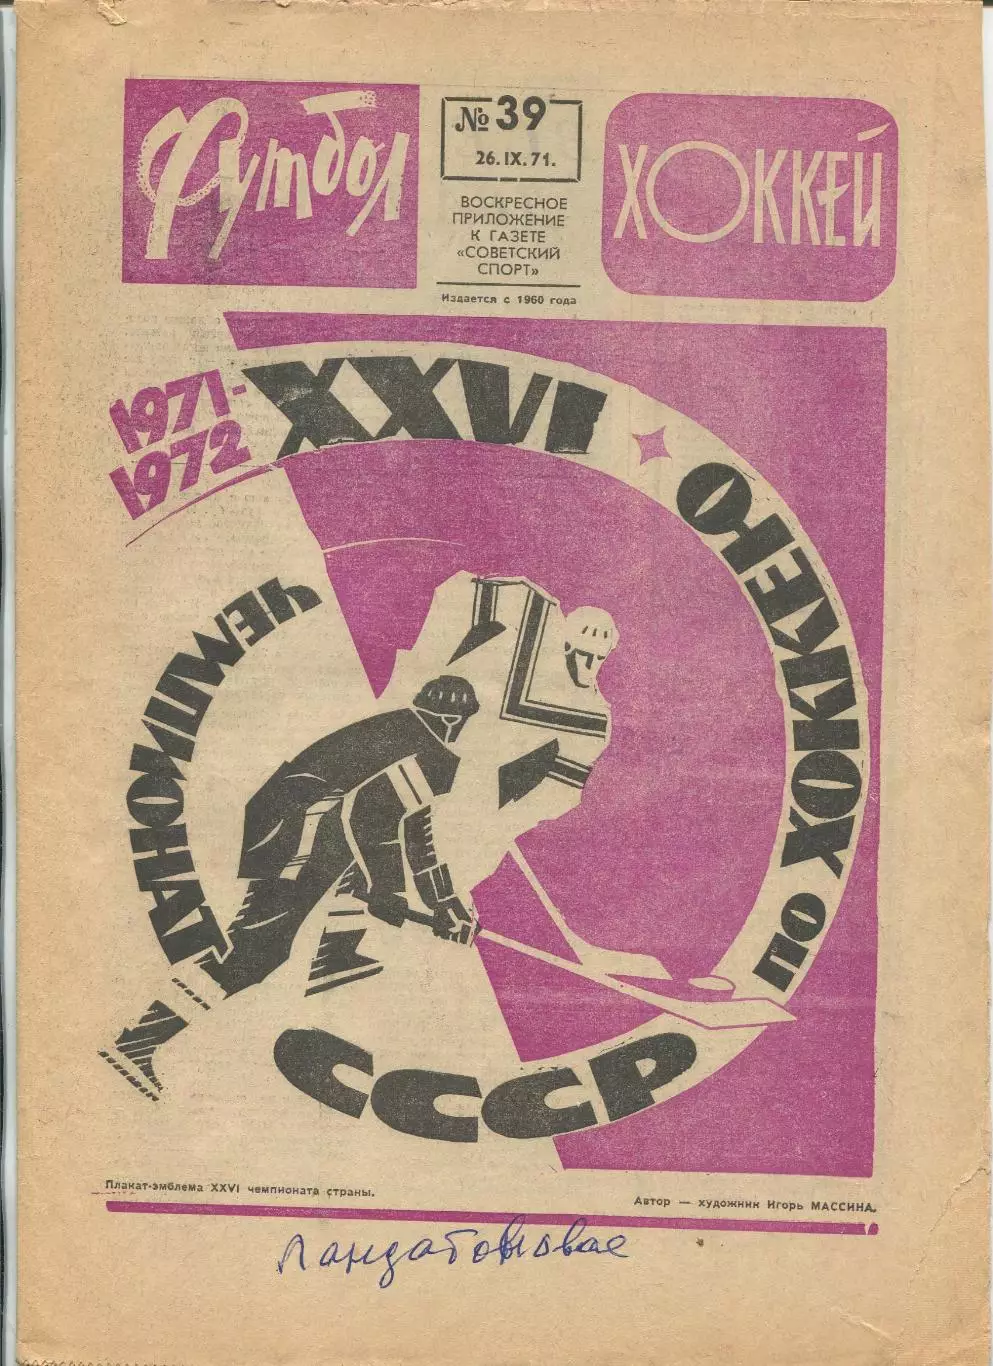 Футбол
№ 39
26.IX.71.
ВОСКРЕСНОЕ
ПРИЛОЖЕНИЕ
К ГАЗЕТЕ
«СОВЕТСКИЙ
СПОРТ»
Издается с 1960 года
ХОККЕЙ
1971-
1972
XXVI
ЧЕМПИОНАТ
СССР
ПО ХОККЕЮ
Плакат-эмблема XXVI чемпионата страны.
Автор — художник Игорь МАССИНА.